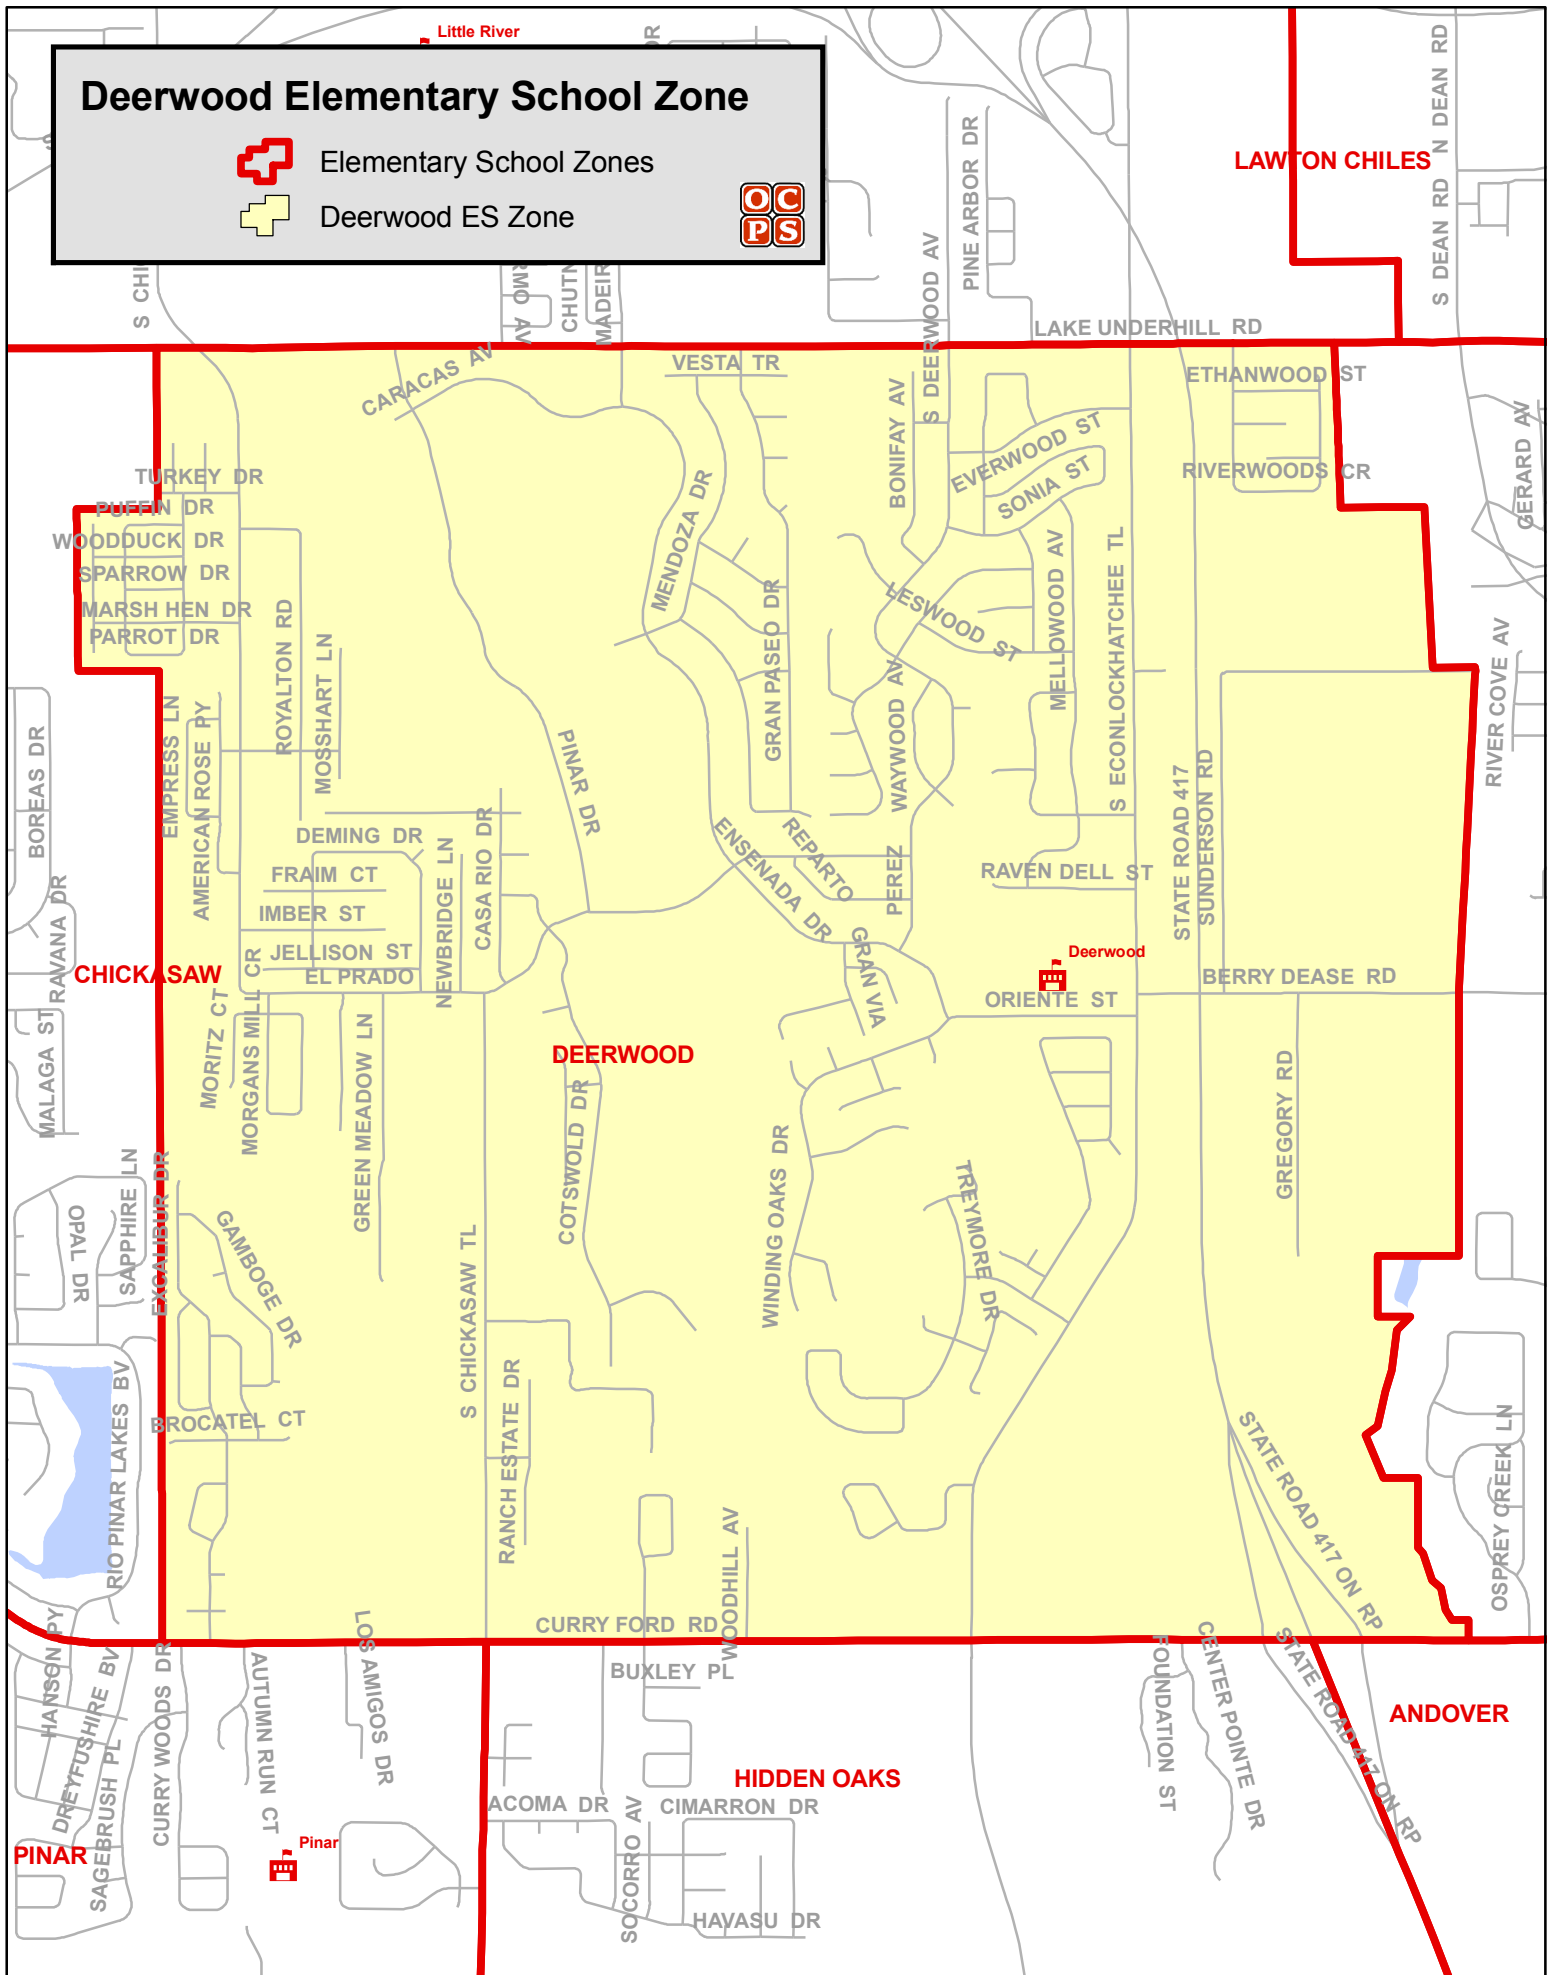 Little River
Deerwood Elementary School Zone
Elementary School Zones
Deerwood ES Zone
OC
PS
DR
S CHI
RMO AV
CHUTN
MADEIR
S DEERWOOD AV
PINE ARBOR DR
LAWTON CHILES
N DEAN RD
S DEAN RD
LAKE UNDERHILL RD
CARACAS AV
VESTA TR
ETHANWOOD ST
BONIFAY AV
EVERWOOD ST
SONIA ST
RIVERWOODS CR
GERARD AV
TURKEY DR
PUFFIN DR
WOODDUCK DR
SPARROW DR
MARSH HEN DR
PARROT DR
MENDOZA DR
GRAN PASEO DR
LESWOOD ST
MELLOWOOD AV
S ECONLOCKHATCHEE TL
ROYALTON RD
MOSSHART LN
WAYWOOD AV
RIVER COVE AV
EMPRESS LN
AMERICAN ROSE PY
BOREAS DR
PINAR DR
STATE ROAD 417
SUNDERSON RD
DEMING DR
FRAIM CT
IMBER ST
JELLISON ST
EL PRADO
NEWBRIDGE LN
CASA RIO DR
ENSENADA DR
REPARTO
PEREZ
RAVEN DELL ST
RAVANA DR
CHICKASAW
GRAN VIA
Deerwood
ORIENTE ST
BERRY DEASE RD
MALAGA ST
MORITZ CT
MORGANS MILL CR
GREEN MEADOW LN
DEERWOOD
COTSWOLD DR
WINDING OAKS DR
TREYMORE DR
GREGORY RD
OPAL DR
SAPPHIRE LN
EXCALIBUR DR
GAMBOGE DR
S CHICKASAW TL
RANCH ESTATE DR
BROCATEL CT
RIO PINAR LAKES BV
STATE ROAD 417 ON RP
OSPREY CREEK LN
WOODHILL AV
CURRY FORD RD
HANSON PY
DREYFUSHIRE BV
SAGEBRUSH PL
CURRY WOODS DR
AUTUMN RUN CT
LOS AMIGOS DR
BUXLEY PL
FOUNDATION ST
CENTER POINTE DR
STATE ROAD 417 ON RP
ANDOVER
HIDDEN OAKS
ACOMA DR
CIMARRON DR
SOCORRO AV
PINAR
Pinar
HAVASU DR